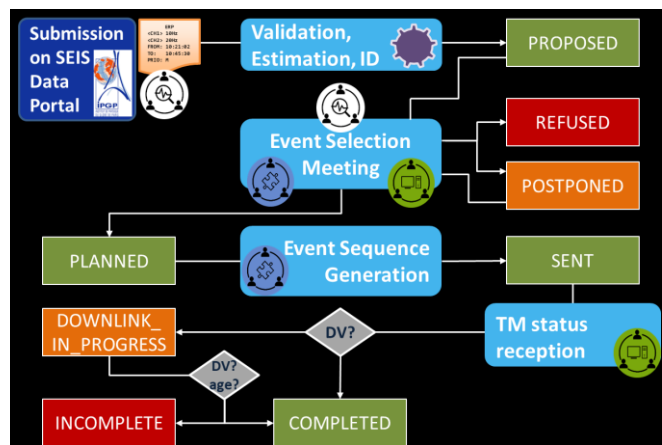 Submission
on SEIS
Data
Portal
IPGP
ERP
<CH1> 10Hz
<CH2> 20Hz
FROM: 10:21:02
TO: 10:45:30
PRIO: M
Validation,
Estimation, ID
PROPOSED
Event Selection
Meeting
REFUSED
POSTPONED
PLANNED
Event Sequence
Generation
SENT
DOWNLINK_
IN_PROGRESS
DV?
TM status
reception
DV?
age?
INCOMPLETE
COMPLETED